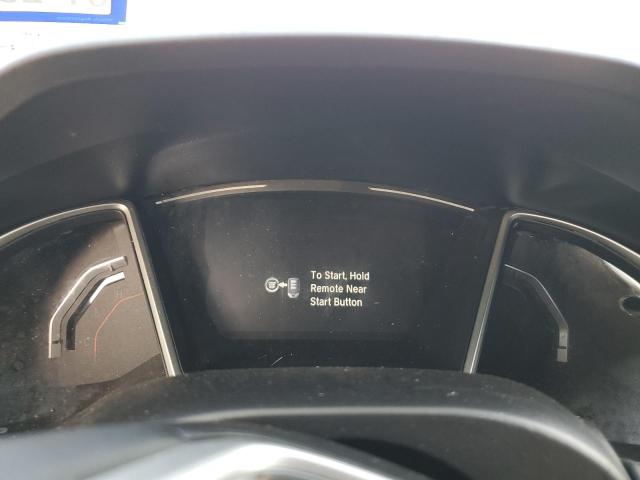 To Start, Hold
Remote Near
Start Button